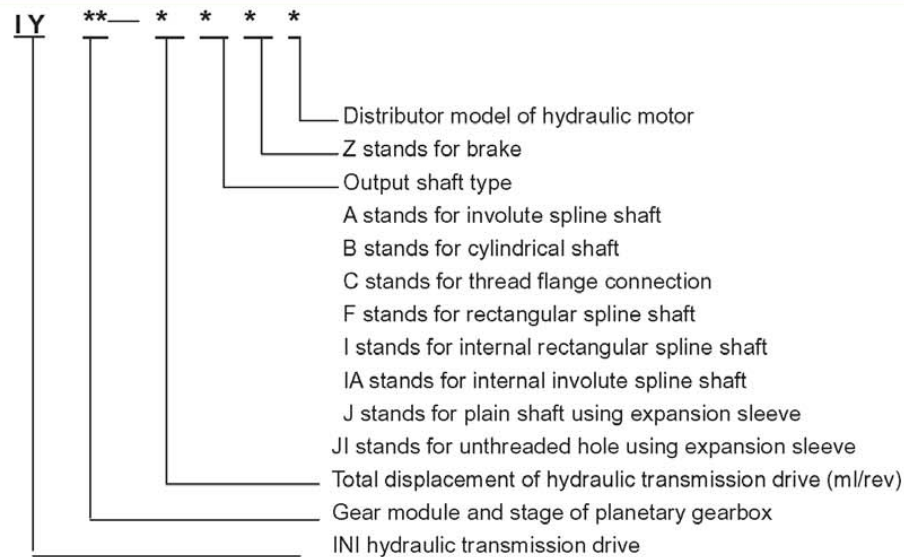 IY **— * * * *
Distributor model of hydraulic motor
Z stands for brake
Output shaft type
A stands for involute spline shaft
B stands for cylindrical shaft
C stands for thread flange connection
F stands for rectangular spline shaft
I stands for internal rectangular spline shaft
IA stands for internal involute spline shaft
J stands for plain shaft using expansion sleeve
JI stands for unthreaded hole using expansion sleeve
Total displacement of hydraulic transmission drive (ml/rev)
Gear module and stage of planetary gearbox
INI hydraulic transmission drive